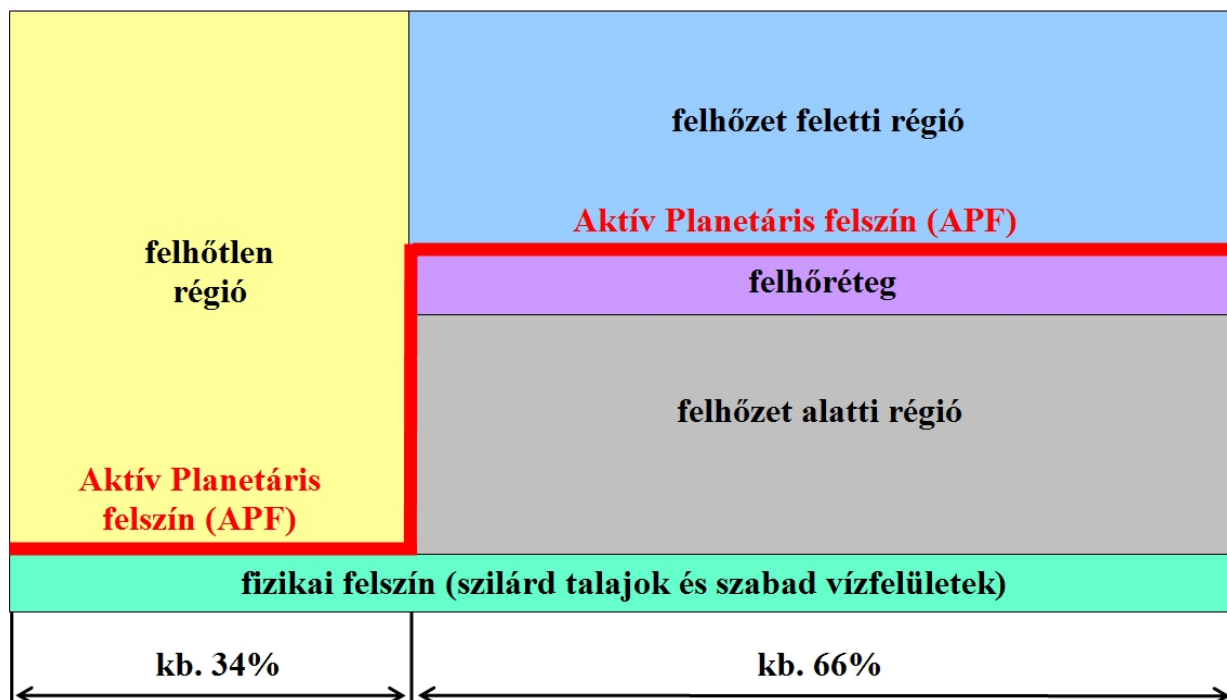 felhőzet feletti régió
Aktív Planetáris felszín (APF)
felhőtlen
régió
felhőréteg
felhőzet alatti régió
Aktív Planetáris
felszín (APF)
fizikai felszín (szilárd talajok és szabad vízfelületek)
kb. 34%
kb. 66%